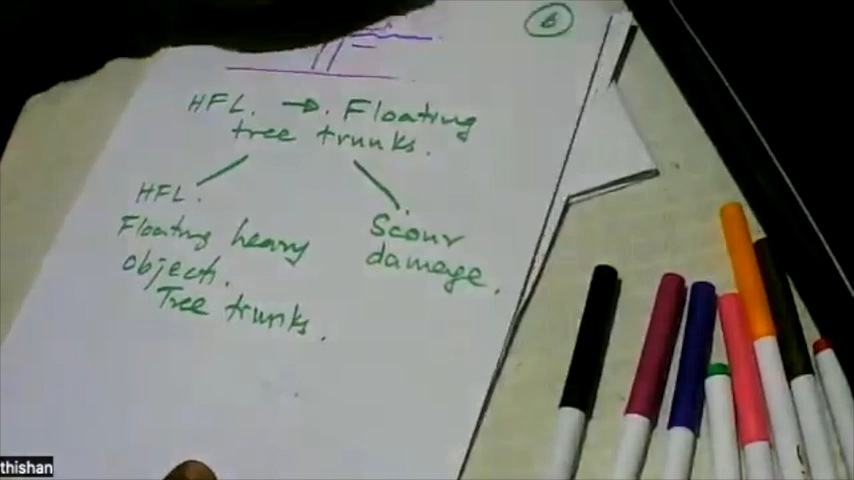 6
HFL. → Floating
tree trunks.
HFL.
Floating heavy
object.
Tree trunks.
Scour
damage.
thishan